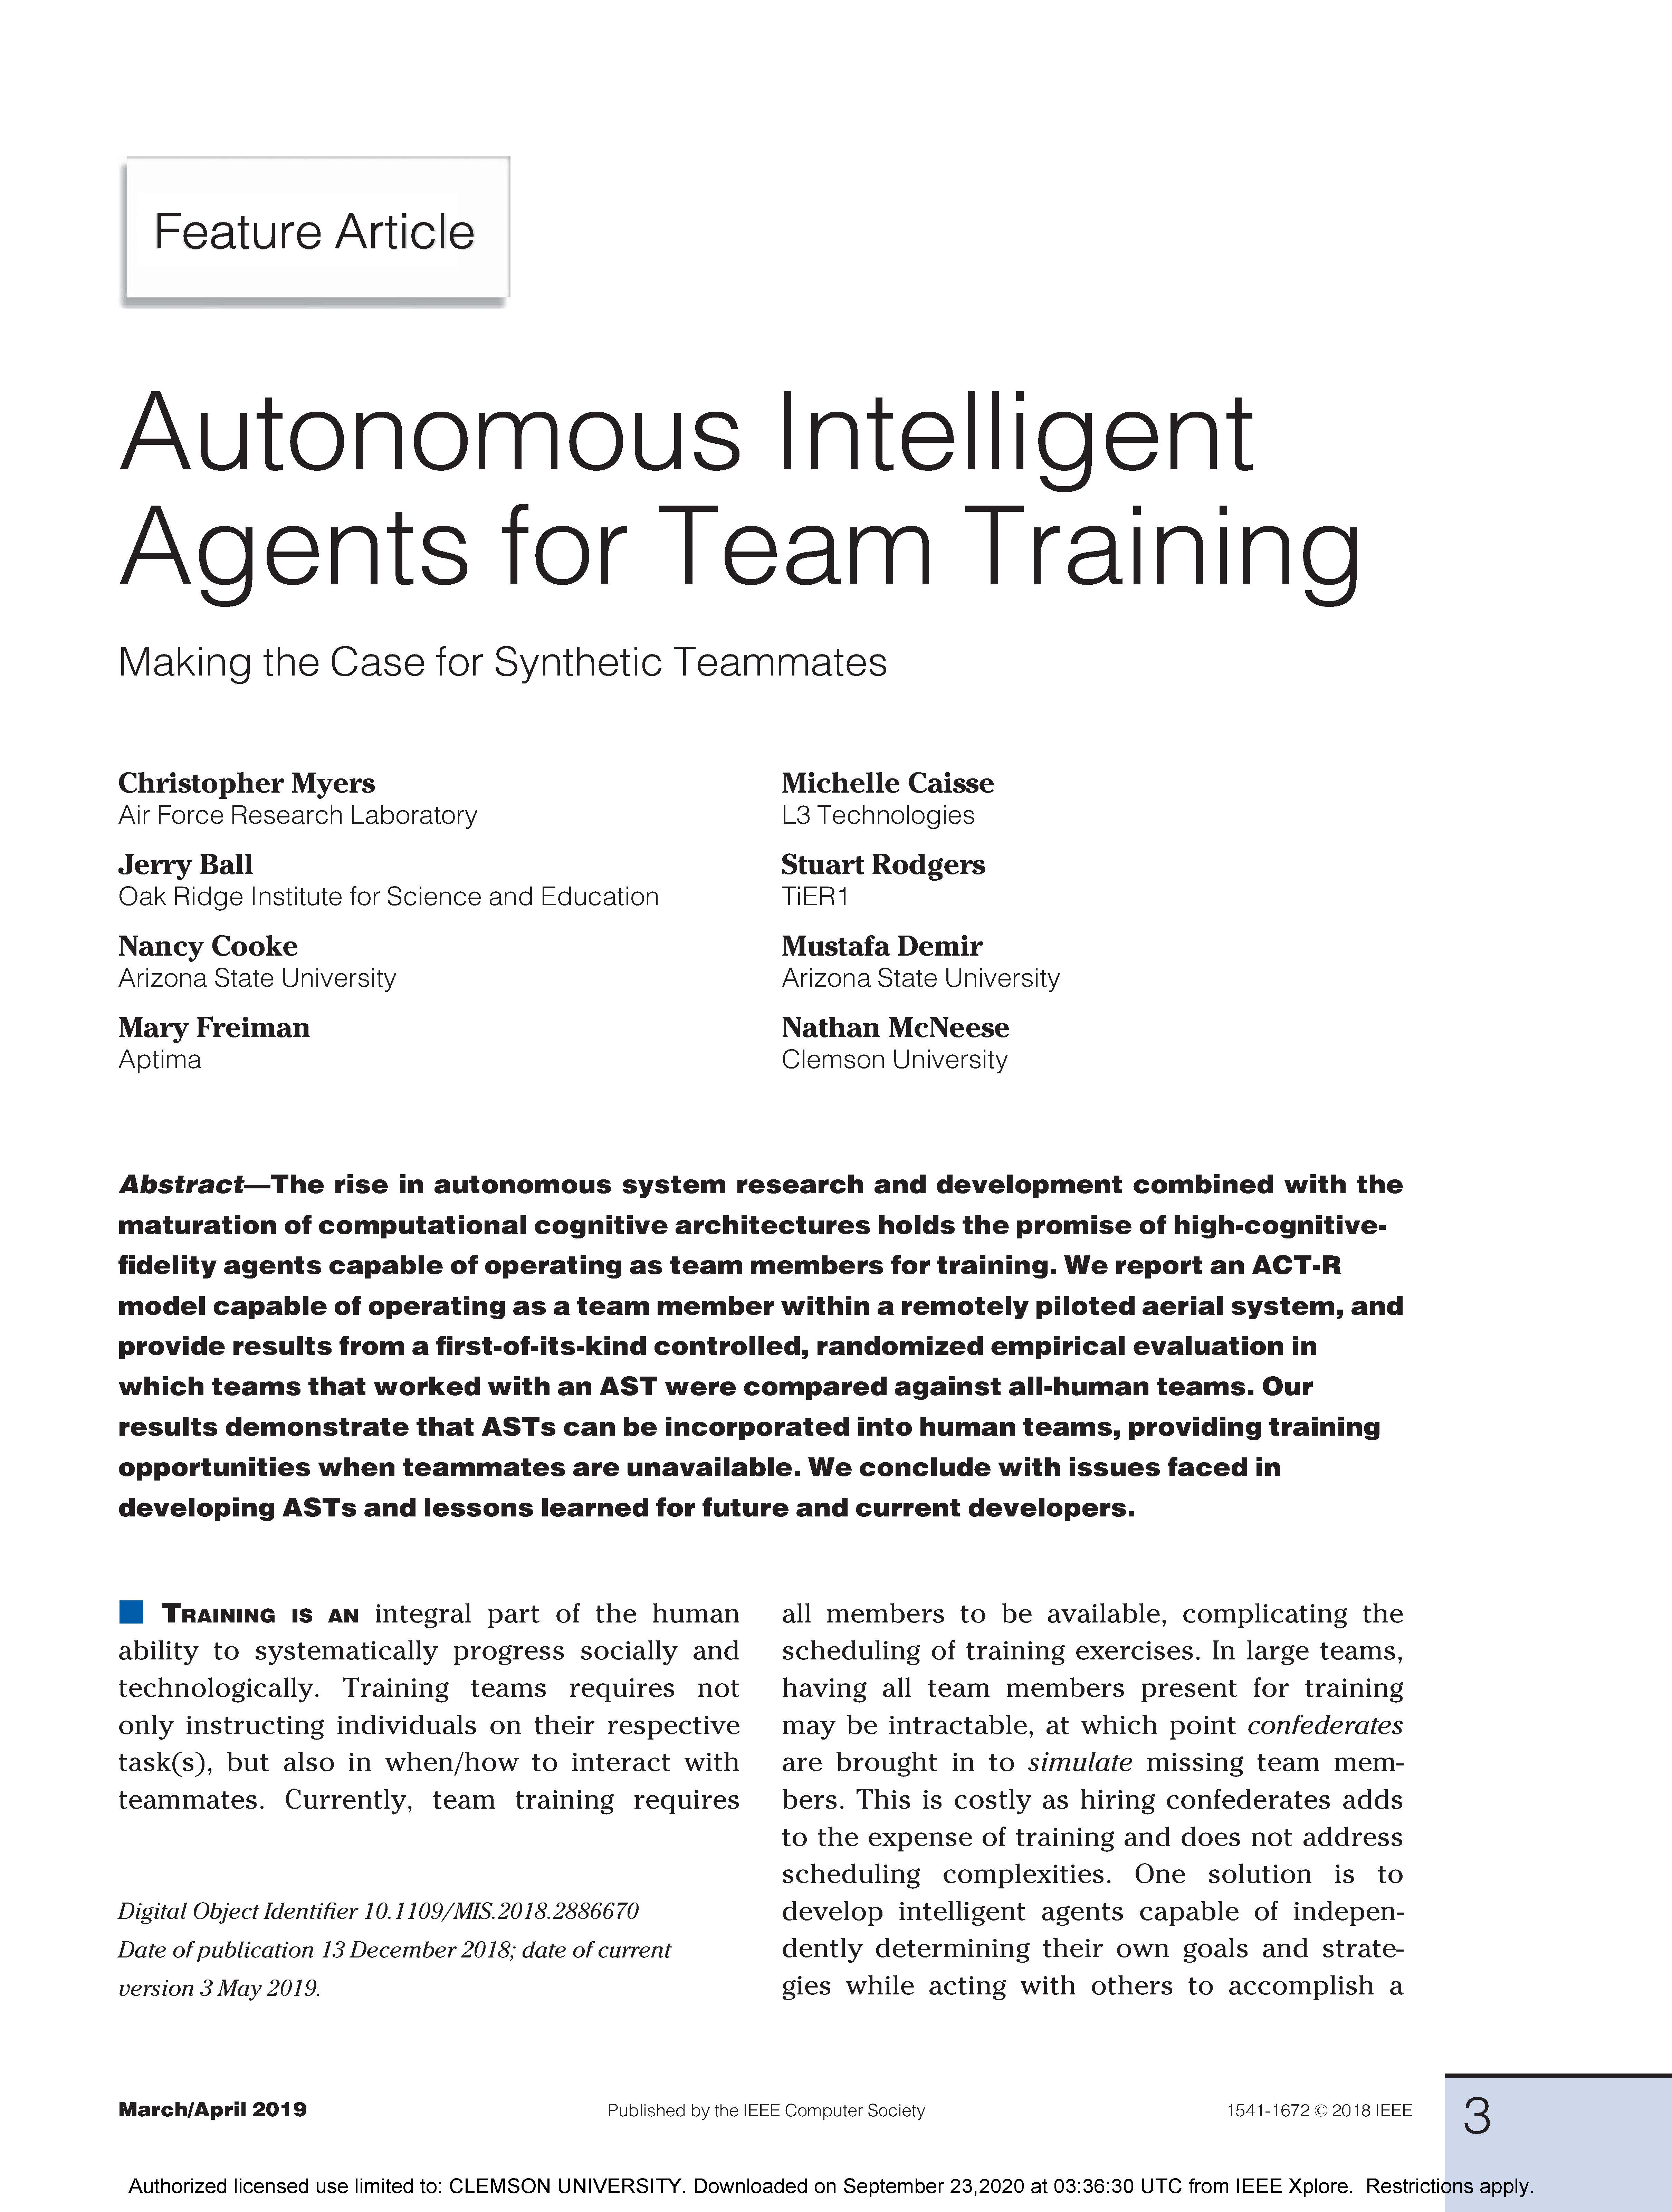 Feature Article
Autonomous Intelligent
Agents for Team Training
Making the Case for Synthetic Teammates
Christopher Myers
Air Force Research Laboratory
Jerry Ball
Oak Ridge Institute for Science and Education
Nancy Cooke
Arizona State University
Mary Freiman
Aptima
Michelle Caisse
L3 Technologies
Stuart Rodgers
TiER1
Mustafa Demir
Arizona State University
Nathan McNeese
Clemson University
Abstract—The rise in autonomous system research and development combined with the
maturation of computational cognitive architectures holds the promise of high-cognitive-
fidelity agents capable of operating as team members for training. We report an ACT-R
model capable of operating as a team member within a remotely piloted aerial system, and
provide results from a first-of-its-kind controlled, randomized empirical evaluation in
which teams that worked with an AST were compared against all-human teams. Our
results demonstrate that ASTs can be incorporated into human teams, providing training
opportunities when teammates are unavailable. We conclude with issues faced in
developing ASTs and lessons learned for future and current developers.
TRAINING IS AN integral part of the human
ability to systematically progress socially and
technologically. Training teams requires not
only instructing individuals on their respective
task(s), but also in when/how to interact with
teammates. Currently, team training requires
Digital Object Identifier 10.1109/MIS.2018.2886670
Date of publication 13 December 2018; date of current
version 3 May 2019.
all members to be available, complicating the
scheduling of training exercises. In large teams,
having all team members present for training
may be intractable, at which point confederates
are brought in to simulate missing team mem-
bers. This is costly as hiring confederates adds
to the expense of training and does not address
scheduling complexities. One solution is to
develop intelligent agents capable of indepen-
dently determining their own goals and strate-
gies while acting with others to accomplish a
March/April 2019
Published by the IEEE Computer Society
1541-1672 © 2018 IEEE
3
Authorized licensed use limited to: CLEMSON UNIVERSITY. Downloaded on September 23,2020 at 03:36:30 UTC from IEEE Xplore. Restrictions apply.